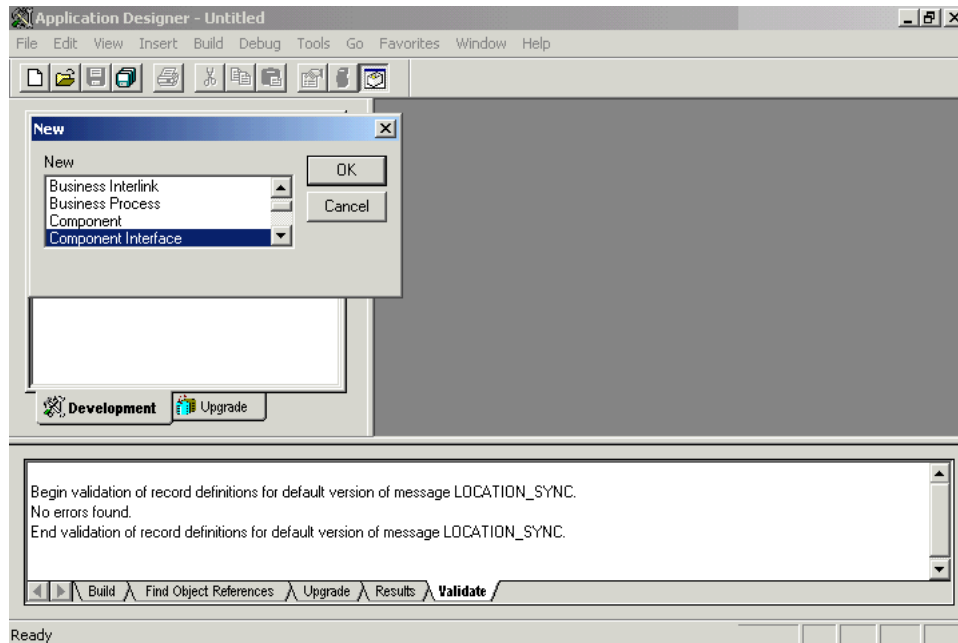 Application Designer - Untitled
File Edit View Insert Build Debug Tools Go Favorites Window Help
New
New
Business Interlink
Business Process
Component
Component Interface
OK
Cancel
Development
Upgrade
Begin validation of record definitions for default version of message LOCATION_SYNC.
No errors found.
End validation of record definitions for default version of message LOCATION_SYNC.
Build Find Object References Upgrade Results Validate
Ready